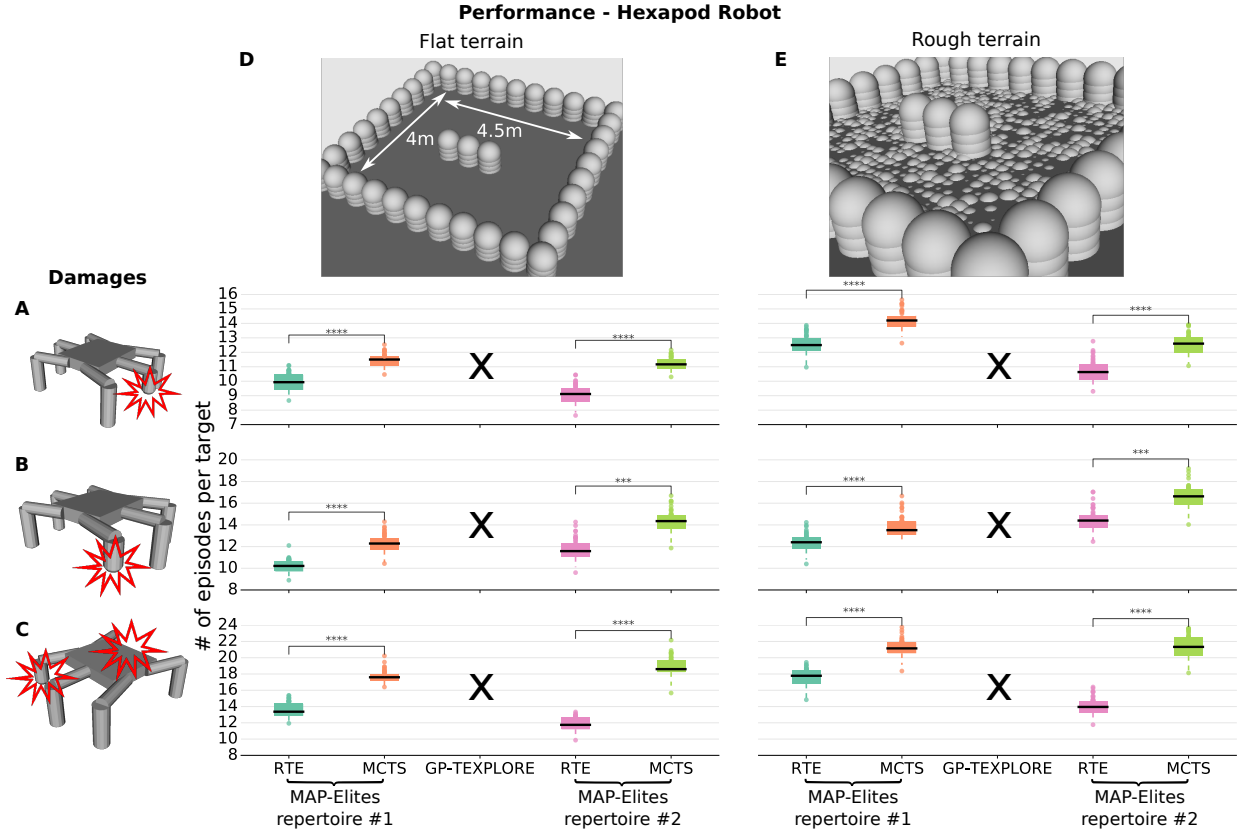 Performance - Hexapod Robot
Flat terrain
Rough terrain
D
E
4m
4.5m
Damages
A
B
C
# of episodes per target
16
15
14
13
12
11
10
9
8
7
****
****
X
****
****
X
20
18
16
14
12
10
8
****
***
X
****
***
X
24
22
20
18
16
14
12
10
8
****
****
X
****
****
X
RTE MCTS GP-TEXPLORE RTE MCTS
RTE MCTS GP-TEXPLORE RTE MCTS
MAP-Elites
repertoire #1
MAP-Elites
repertoire #2
MAP-Elites
repertoire #1
MAP-Elites
repertoire #2